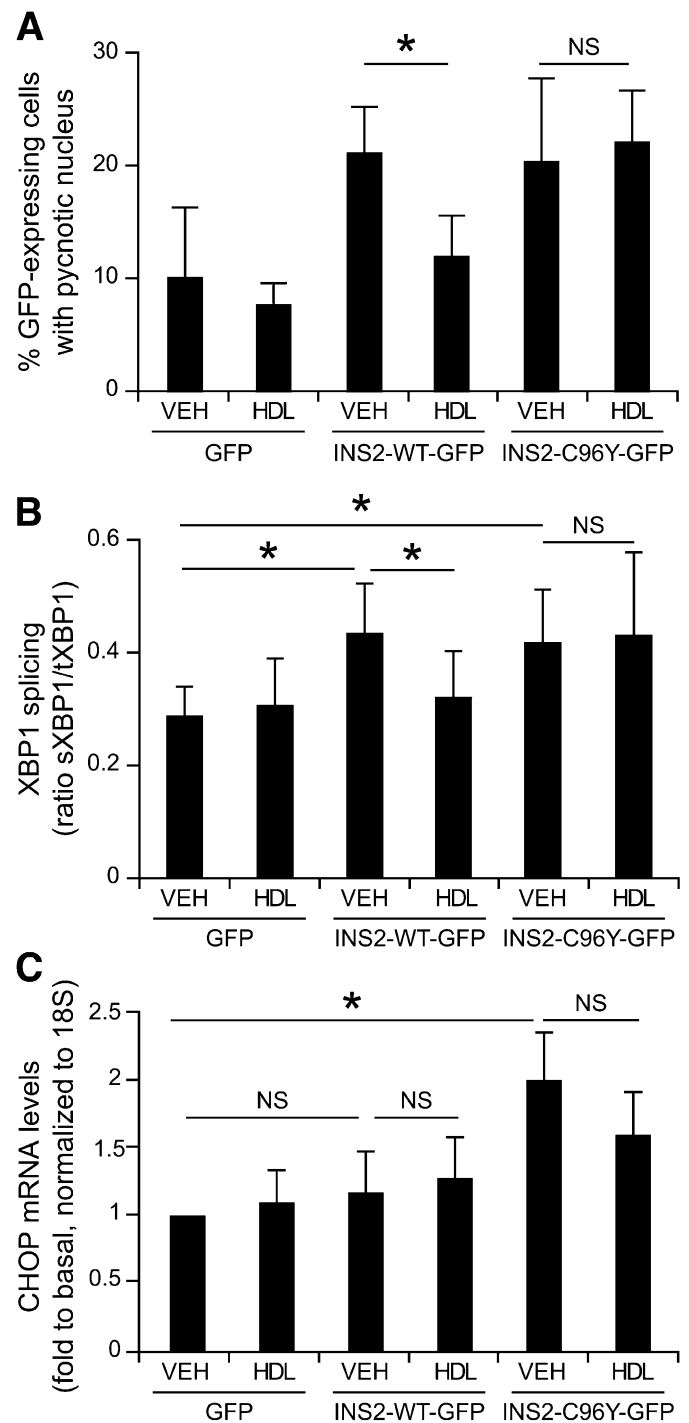 A
% GFP-expressing cells
with pycnotic nucleus
30
20
10
0
*
NS
VEH HDL VEH HDL VEH HDL
GFP INS2-WT-GFP INS2-C96Y-GFP
B
XBP1 splicing
(ratio sXBP1/tXBP1)
0.6
0.4
0.2
0
*
NS
* *
VEH HDL VEH HDL VEH HDL
GFP INS2-WT-GFP INS2-C96Y-GFP
C
CHOP mRNA levels
(fold to basal, normalized to 18S)
2.5
2
1.5
1
0.5
0
*
NS
NS NS
VEH HDL VEH HDL VEH HDL
GFP INS2-WT-GFP INS2-C96Y-GFP